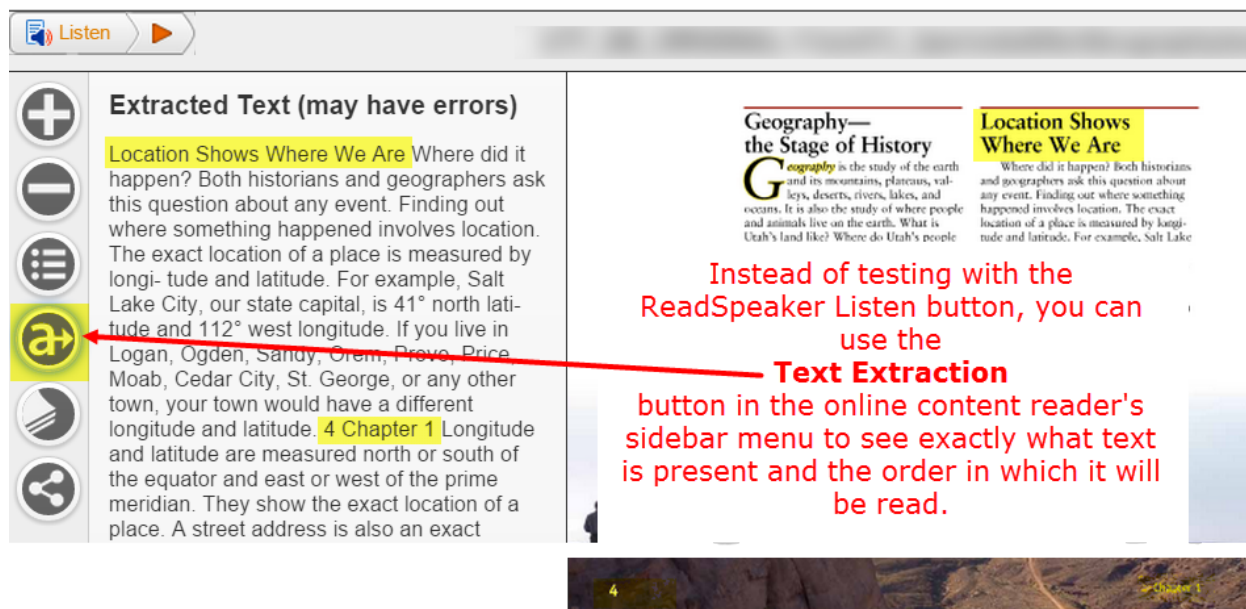 Listen
Extracted Text (may have errors)
Location Shows Where We Are Where did it
happen? Both historians and geographers ask
this question about any event. Finding out
where something happened involves location.
The exact location of a place is measured by
longi- tude and latitude. For example, Salt
Lake City, our state capital, is 41° north lati-
tude and 112° west longitude. If you live in
Logan, Ogden, Sandy, Orem, Provo, Price,
Moab, Cedar City, St. George, or any other
town, your town would have a different
longitude and latitude. 4 Chapter 1 Longitude
and latitude are measured north or south of
the equator and east or west of the prime
meridian. They show the exact location of a
place. A street address is also an exact
Geography—
the Stage of History
Geography is the study of the earth
and its mountains, plateaus, val-
leys, deserts, rivers, lakes, and
oceans. It is also the study of where people
and animals live on the earth. What is
Utah's land like? Where do Utah's people
Location Shows
Where We Are
Where did it happen? Both historians
and geographers ask this question about
any event. Finding out where something
happened involves location. The exact
location of a place is measured by longi-
tude and latitude. For example, Salt Lake
Instead of testing with the
ReadSpeaker Listen button, you can
use the
Text Extraction
button in the online content reader's
sidebar menu to see exactly what text
is present and the order in which it will
be read.
4
Chapter 1